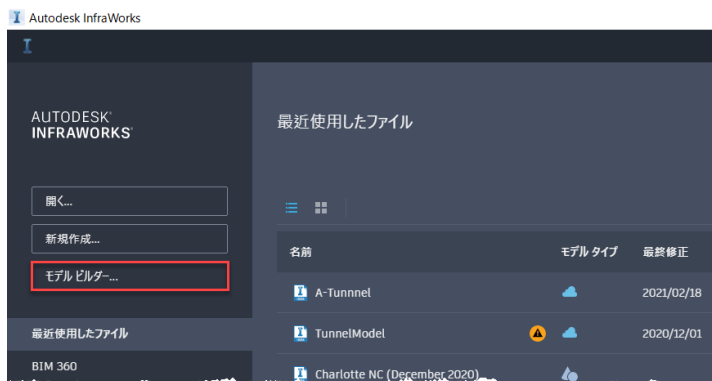 Autodesk InfraWorks
AUTODESK®
INFRAWORKS®
開く...
新規作成...
モデル ビルダー...
最近使用したファイル
BIM 360
最近使用したファイル
名前 モデル タイプ 最終修正
A-Tunnnel 2021/02/18
TunnelModel 2020/12/01
Charlotte NC (December 2020)